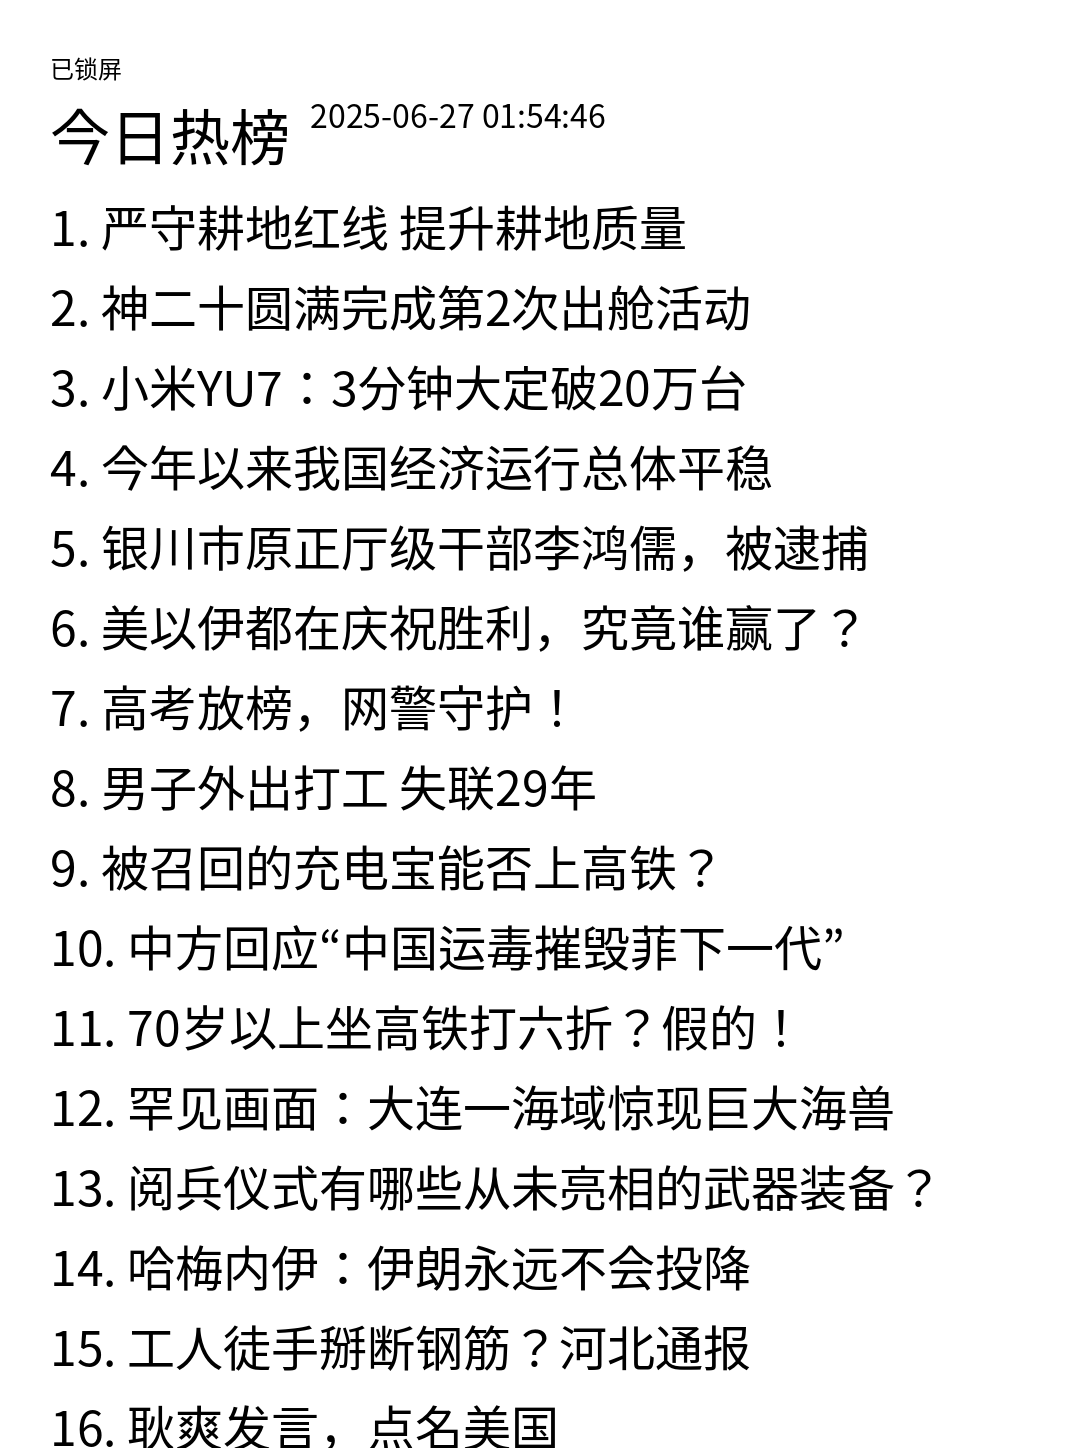 已锁屏
今日热榜 2025-06-27 01:54:46
1. 严守耕地红线 提升耕地质量
2. 神二十圆满完成第2次出舱活动
3. 小米YU7：3分钟大定破20万台
4. 今年以来我国经济运行总体平稳
5. 银川市原正厅级干部李鸿儒，被逮捕
6. 美以伊都在庆祝胜利，究竟谁赢了？
7. 高考放榜，网警守护！
8. 男子外出打工 失联29年
9. 被召回的充电宝能否上高铁？
10. 中方回应“中国运毒摧毁菲下一代”
11. 70岁以上坐高铁打六折？假的！
12. 罕见画面：大连一海域惊现巨大海兽
13. 阅兵仪式有哪些从未亮相的武器装备？
14. 哈梅内伊：伊朗永远不会投降
15. 工人徒手掰断钢筋？河北通报
16. 耿爽发言，点名美国